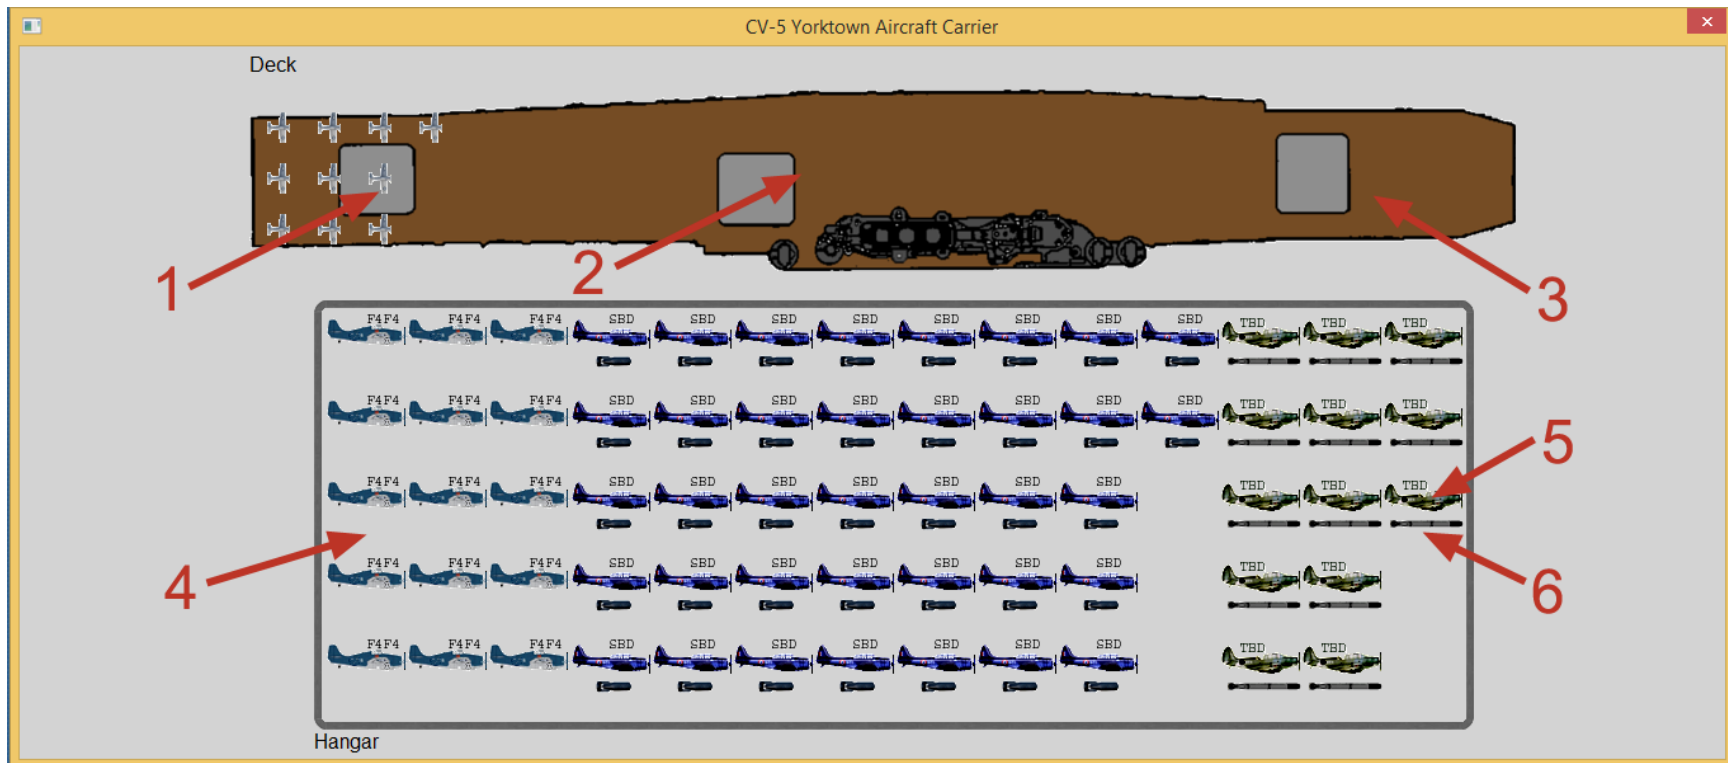 CV-5 Yorktown Aircraft Carrier
Deck
1
2
3
F4F4 F4F4 F4F4 SBD SBD SBD SBD SBD SBD SBD SBD TBD TBD TBD
F4F4 F4F4 F4F4 SBD SBD SBD SBD SBD SBD SBD SBD TBD TBD TBD
5
F4F4 F4F4 F4F4 SBD SBD SBD SBD SBD SBD SBD TBD TBD TBD
4
6
F4F4 F4F4 F4F4 SBD SBD SBD SBD SBD SBD SBD TBD TBD
F4F4 F4F4 F4F4 SBD SBD SBD SBD SBD SBD SBD TBD TBD
Hangar